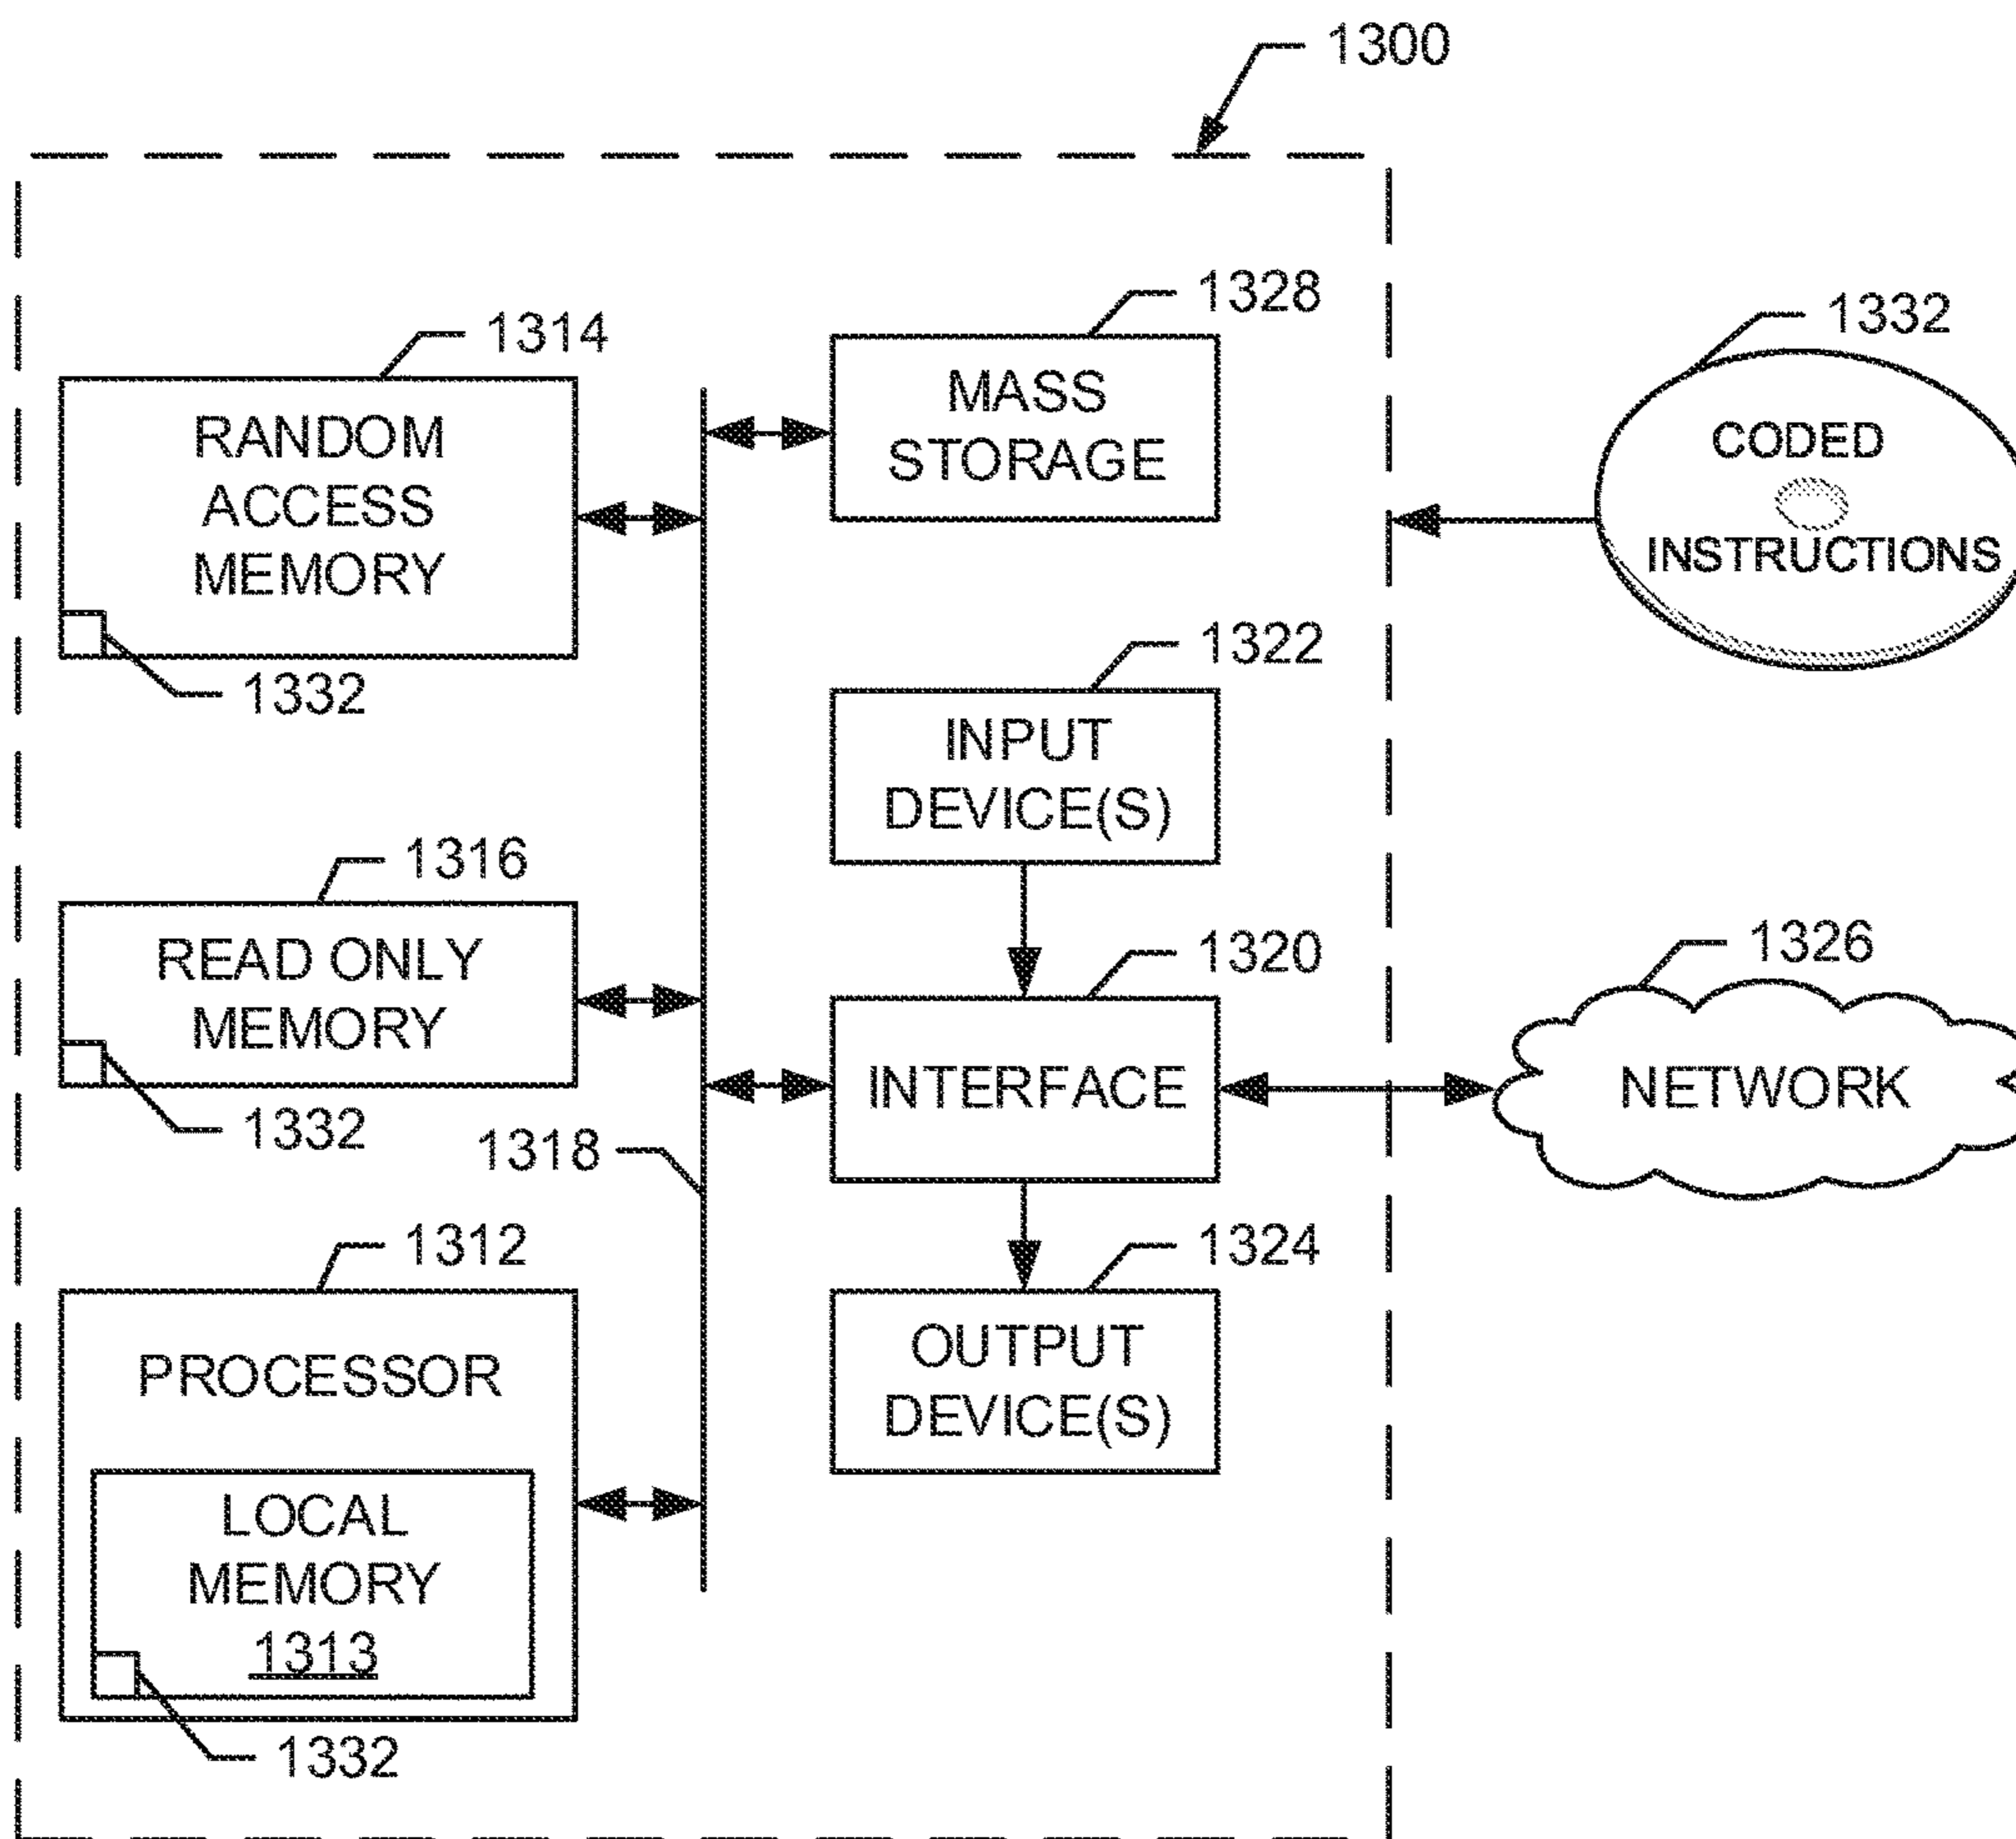 1300
1328
MASS
STORAGE
1314
RANDOM
ACCESS
MEMORY
1332
1332
CODED
INSTRUCTIONS
1322
INPUT
DEVICE(S)
1316
READ ONLY
MEMORY
1332
1320
INTERFACE
1326
NETWORK
1318
1312
PROCESSOR
LOCAL
MEMORY
1313
1332
1324
OUTPUT
DEVICE(S)